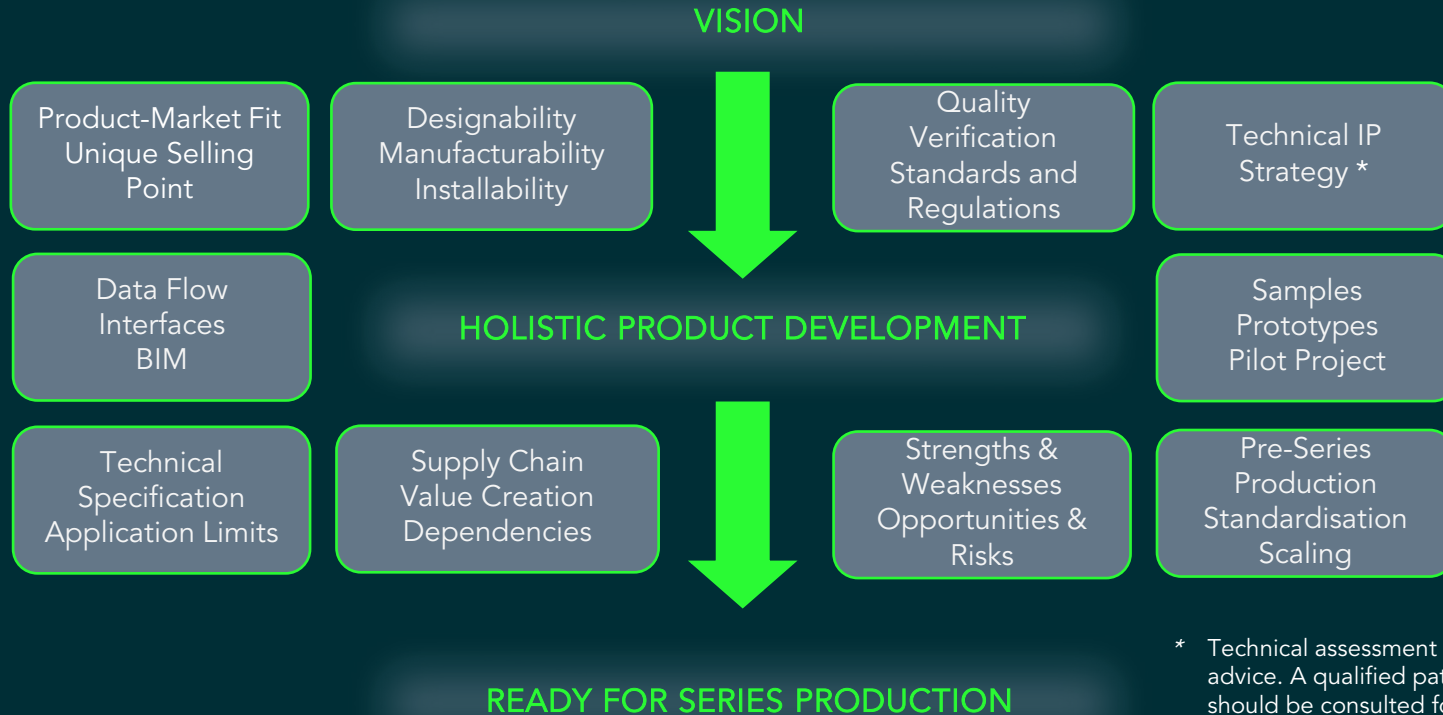 VISION
Product-Market Fit
Unique Selling
Point
Designability
Manufacturability
Installability
Quality
Verification
Standards and
Regulations
Technical IP
Strategy *
Data Flow
Interfaces
BIM
HOLISTIC PRODUCT DEVELOPMENT
Samples
Prototypes
Pilot Project
Technical
Specification
Application Limits
Supply Chain
Value Creation
Dependencies
Strengths &
Weaknesses
Opportunities &
Risks
Pre-Series
Production
Standardisation
Scaling
* Technical assessment
advice. A qualified
should be consulted
READY FOR SERIES PRODUCTION